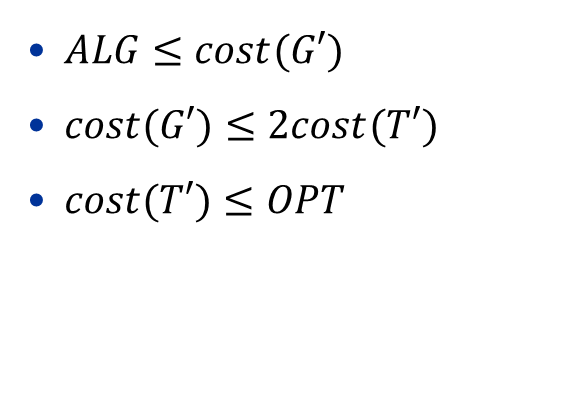 • ALG ≤ cost(G′)
• cost(G′) ≤ 2cost(T′)
• cost(T′) ≤ OPT